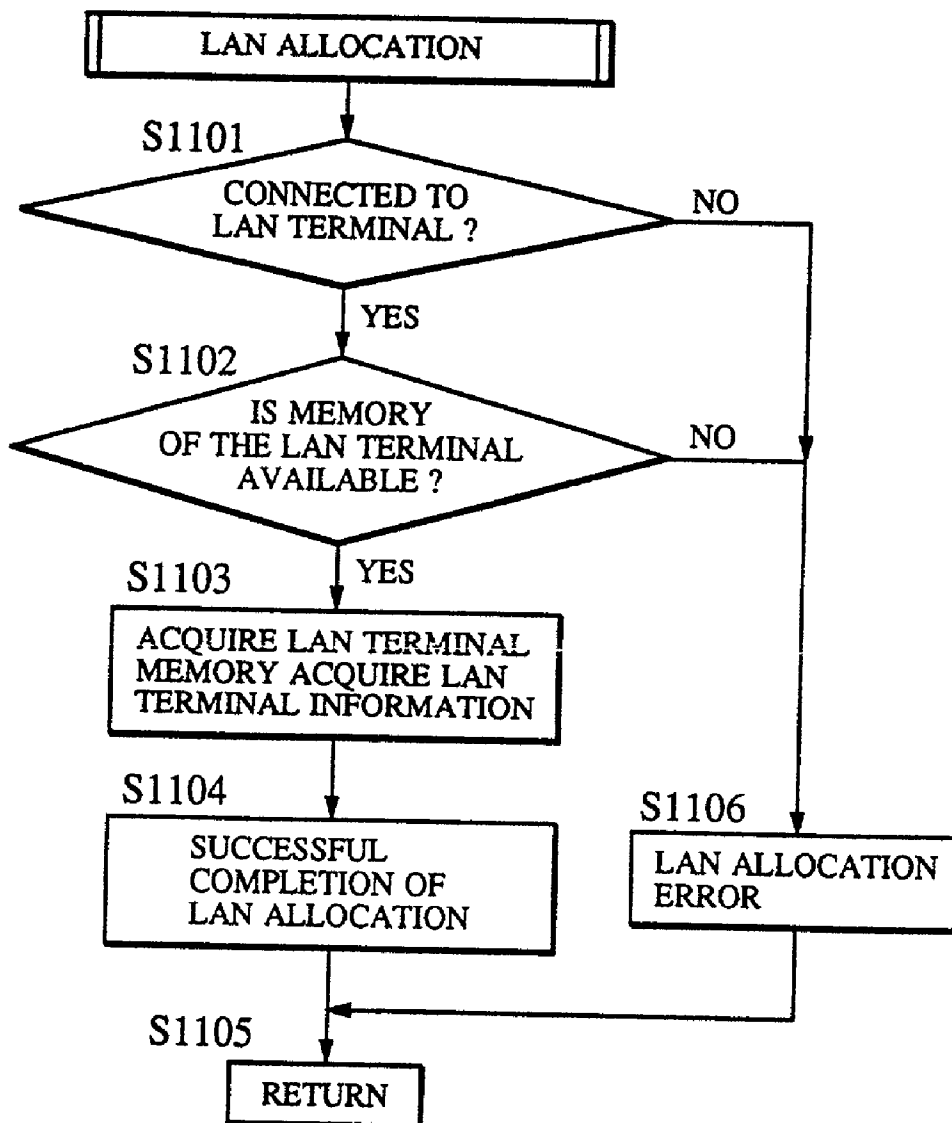 LAN ALLOCATION
S1101
CONNECTED TO
LAN TERMINAL ?
NO
YES
S1102
IS MEMORY
OF THE LAN TERMINAL
AVAILABLE ?
NO
YES
S1103
ACQUIRE LAN TERMINAL
MEMORY ACQUIRE LAN
TERMINAL INFORMATION
S1104
SUCCESSFUL
COMPLETION OF
LAN ALLOCATION
S1106
LAN ALLOCATION
ERROR
S1105
RETURN